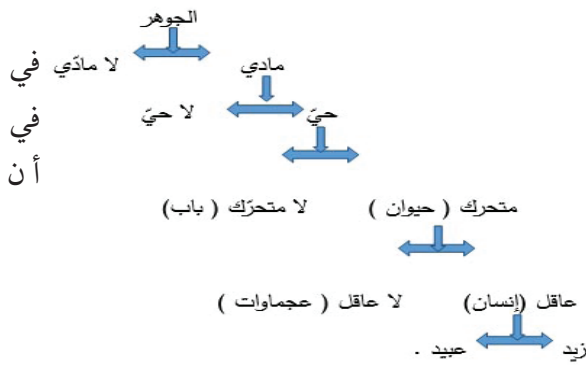 الجوهر
مادي لا مادّي في
حيّ لا حيّ في
أ ن
متحرك ( حيوان ) لا متحرّك ( باب)
عاقل (إنسان) لا عاقل ( عجماوات )
زيد عبيد .